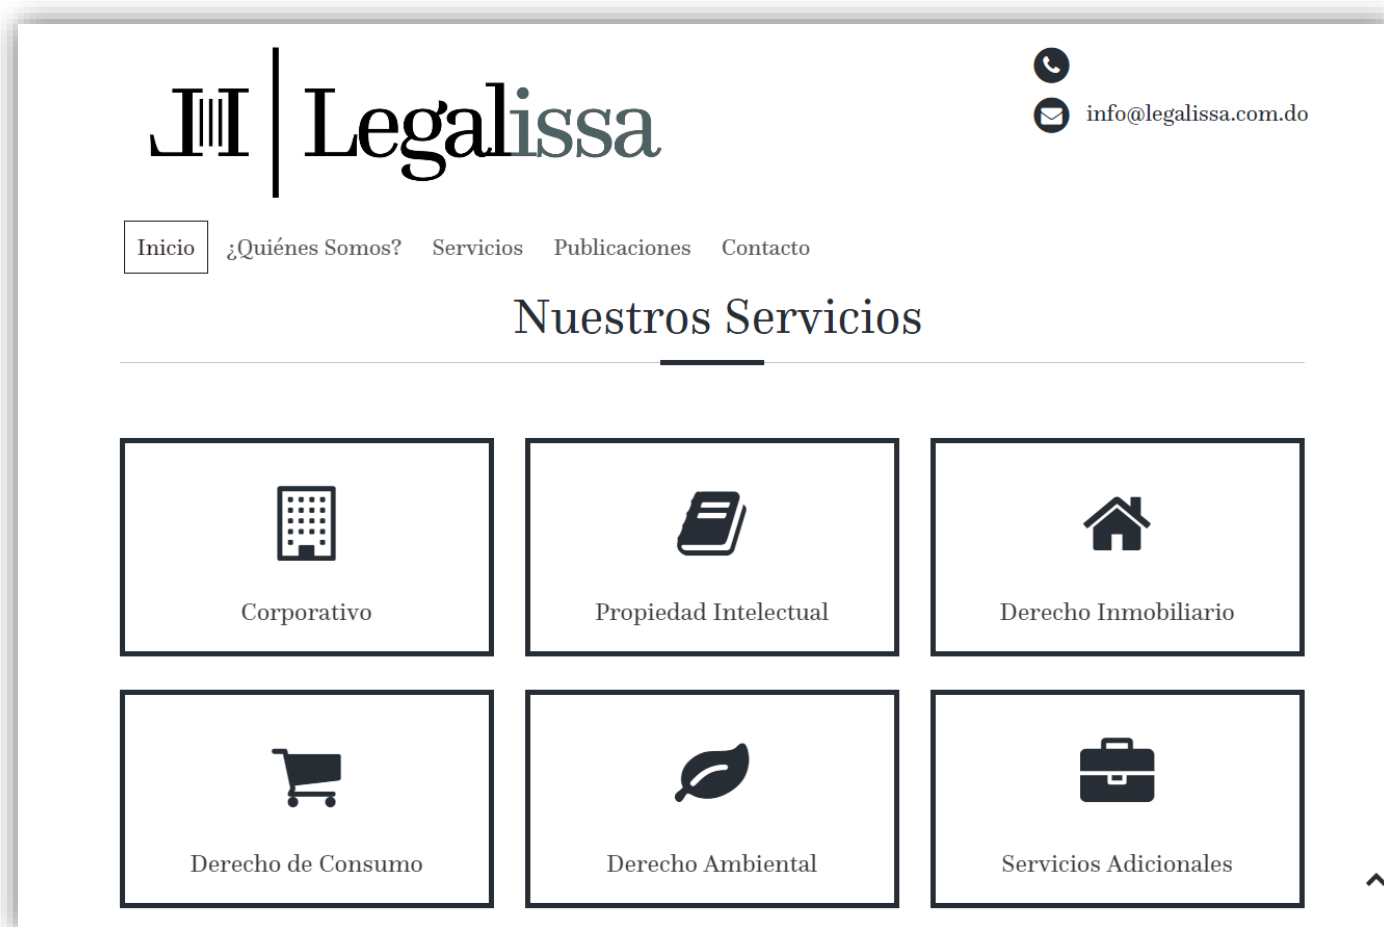 Legalissa
info@legalissa.com.do
Inicio ¿Quiénes Somos? Servicios Publicaciones Contacto
Nuestros Servicios
Corporativo Propiedad Intelectual Derecho Inmobiliario
Derecho de Consumo Derecho Ambiental Servicios Adicionales